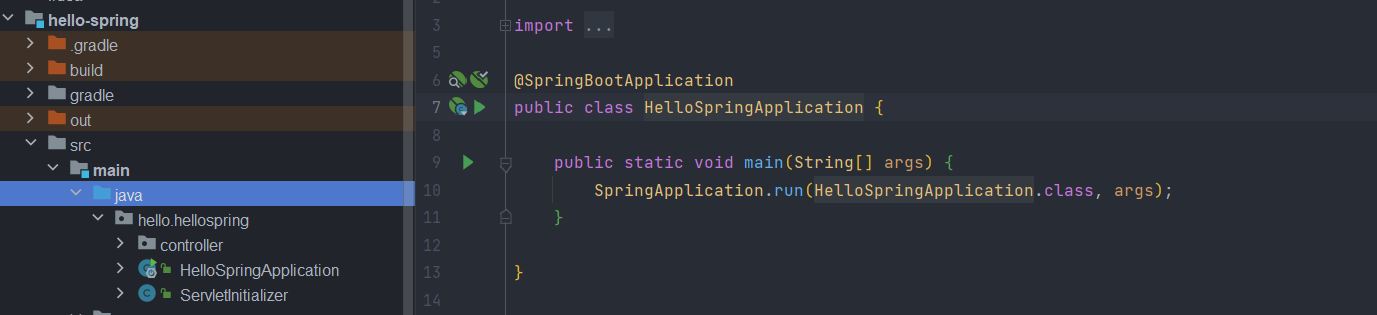 hello-spring
.gradle
build
gradle
out
src
main
java
hello.hellospring
controller
HelloSpringApplication
ServletInitializer
3 import ...
5
6 @SpringBootApplication
7 public class HelloSpringApplication {
8
9 public static void main(String[] args) {
10 SpringApplication.run(HelloSpringApplication.class, args);
11 }
12
13 }
14